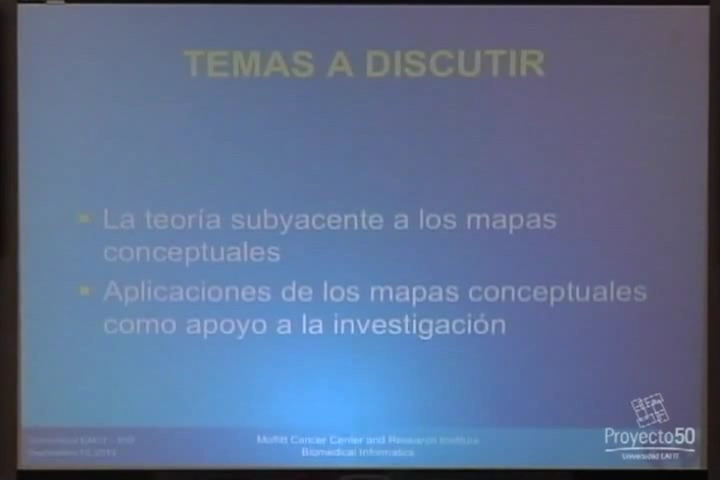 TEMAS A DISCUTIR
La teoría subyacente a los mapas
conceptuales
Aplicaciones de los mapas conceptuales
como apoyo a la investigación
Moffitt Cancer Center and Research Institute
Biomedical Informatics
Proyecto50
Universidad EAFIT